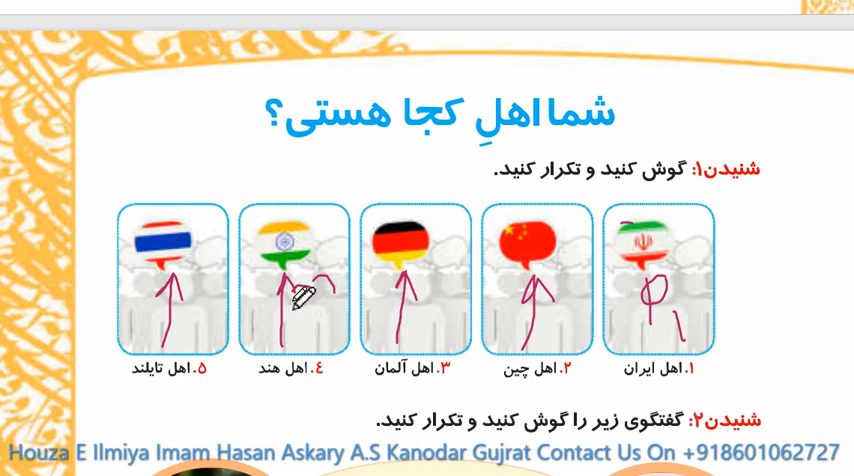 شما اهلِ کجا هستی؟
شنیدن۱: گوش کنید و تکرار کنید.
۱.اهل ایران ۲.اهل چین ۳.اهل آلمان ۴.اهل هند ۵.اهل تایلند
شنیدن۲: گفتگوی زیر را گوش کنید و تکرار کنید.
Houza E Ilmiya Imam Hasan Askary A.S Kanodar Gujrat Contact Us On +918601062727